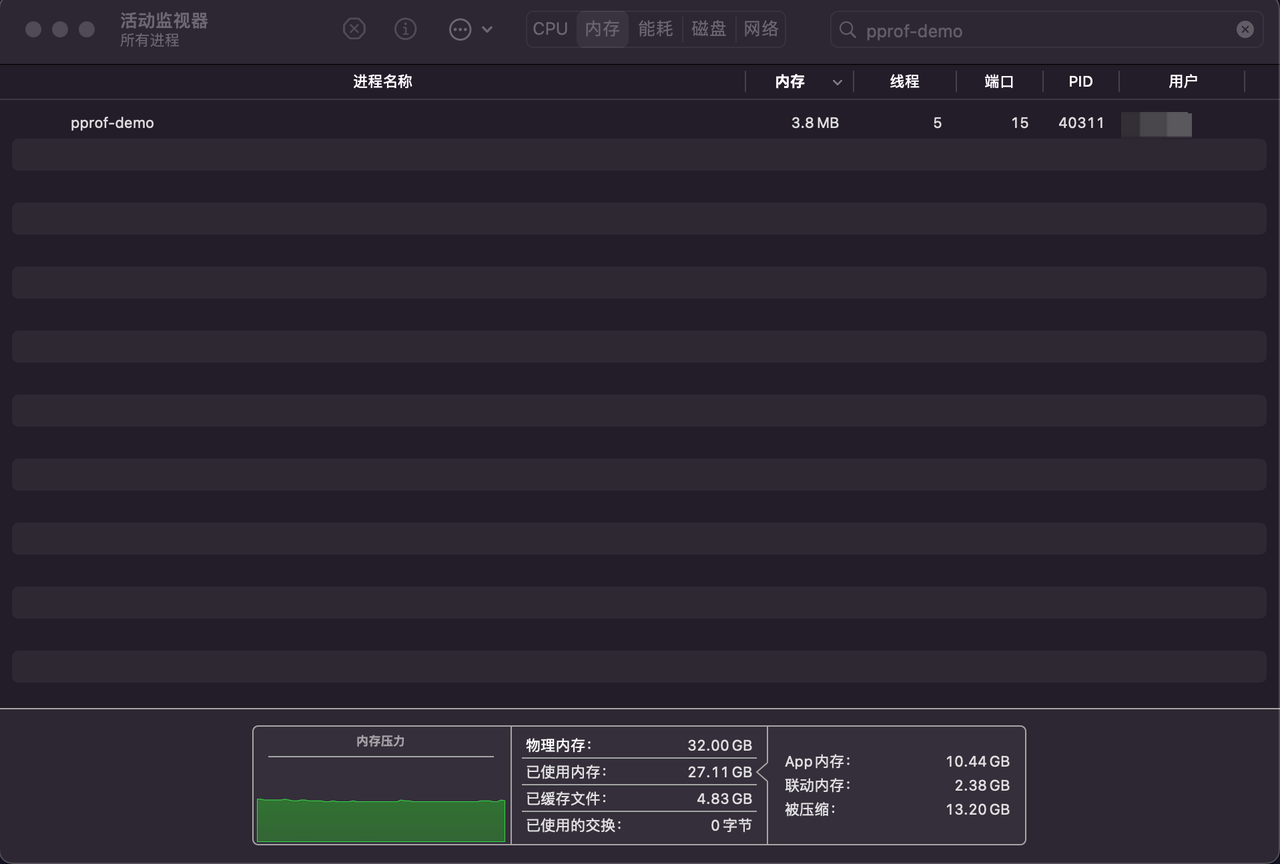 活动监视器
所有进程
CPU 内存 能耗 磁盘 网络
pprof-demo
进程名称 内存 线程 端口 PID 用户
pprof-demo 3.8 MB 5 15 40311
内存压力
物理内存: 32.00 GB
已使用内存: 27.11 GB
已缓存文件: 4.83 GB
已使用的交换: 0 字节
App内存: 10.44 GB
联动内存: 2.38 GB
被压缩: 13.20 GB